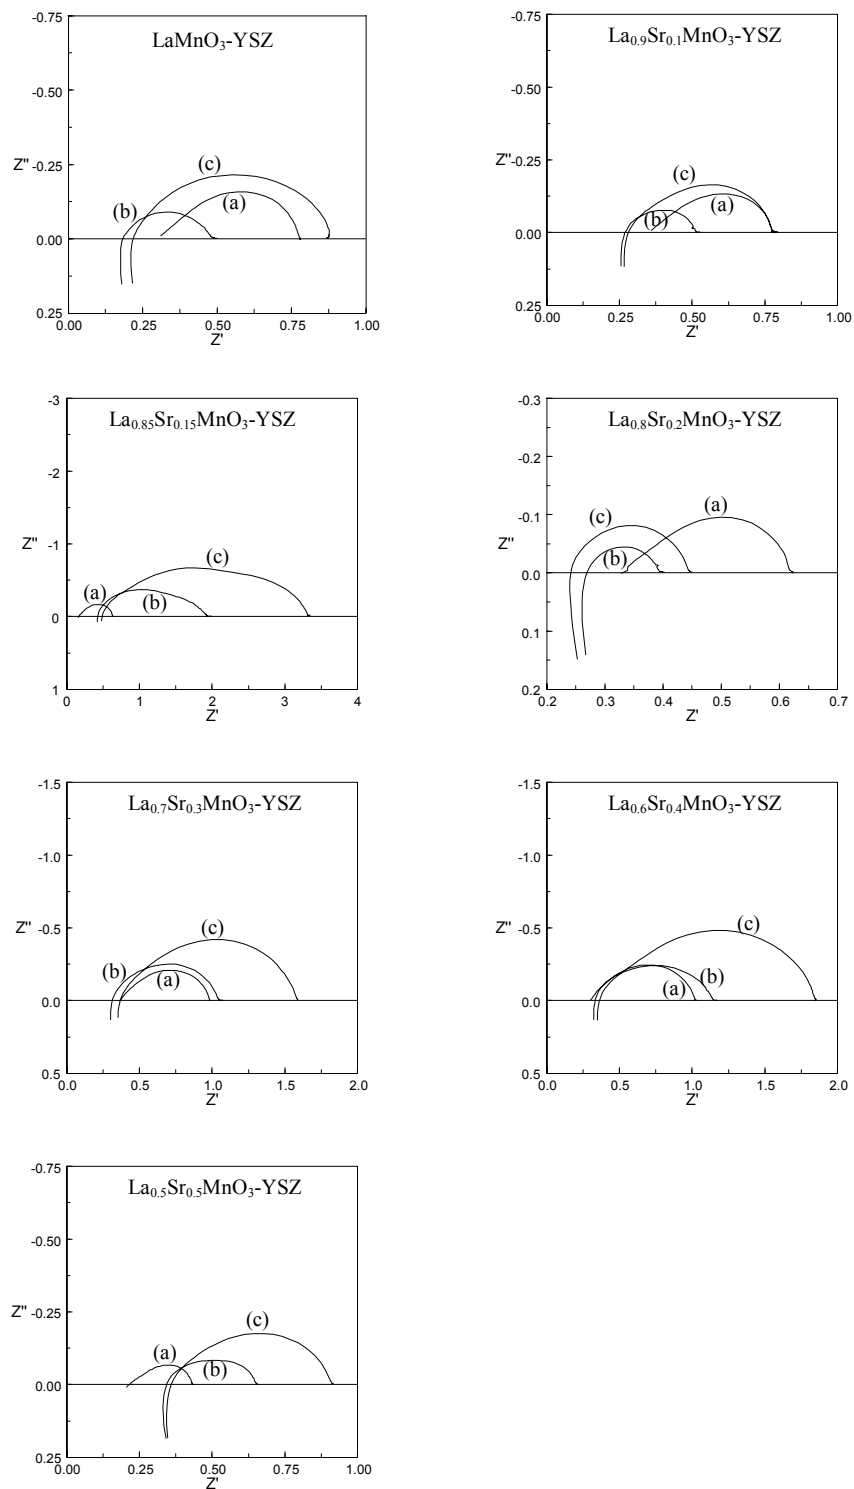 LaMnO₃-YSZ
-0.75
-0.50
Z'' -0.25
0.00
0.25
(a)
(b)
(c)
0.00 0.25 0.50 0.75 1.00
Z'
La₀.₉Sr₀.₁MnO₃-YSZ
-0.75
-0.50
Z'' -0.25
0.00
0.25
(a)
(b)
(c)
0.00 0.25 0.50 0.75 1.00
Z'
La₀.₈₅Sr₀.₁₅MnO₃-YSZ
-3
-2
Z'' -1
0
1
(a)
(b)
(c)
0 1 2 3 4
Z'
La₀.₈Sr₀.₂MnO₃-YSZ
-0.3
-0.2
Z'' -0.1
0.0
0.1
0.2
(a)
(b)
(c)
0.2 0.3 0.4 0.5 0.6 0.7
Z'
La₀.₇Sr₀.₃MnO₃-YSZ
-1.5
-1.0
Z'' -0.5
0.0
0.5
(a)
(b)
(c)
0.0 0.5 1.0 1.5 2.0
Z'
La₀.₆Sr₀.₄MnO₃-YSZ
-1.5
-1.0
Z'' -0.5
0.0
0.5
(a)
(b)
(c)
0.0 0.5 1.0 1.5 2.0
Z'
La₀.₅Sr₀.₅MnO₃-YSZ
-0.75
-0.50
Z'' -0.25
0.00
0.25
(a)
(b)
(c)
0.00 0.25 0.50 0.75 1.00
Z'